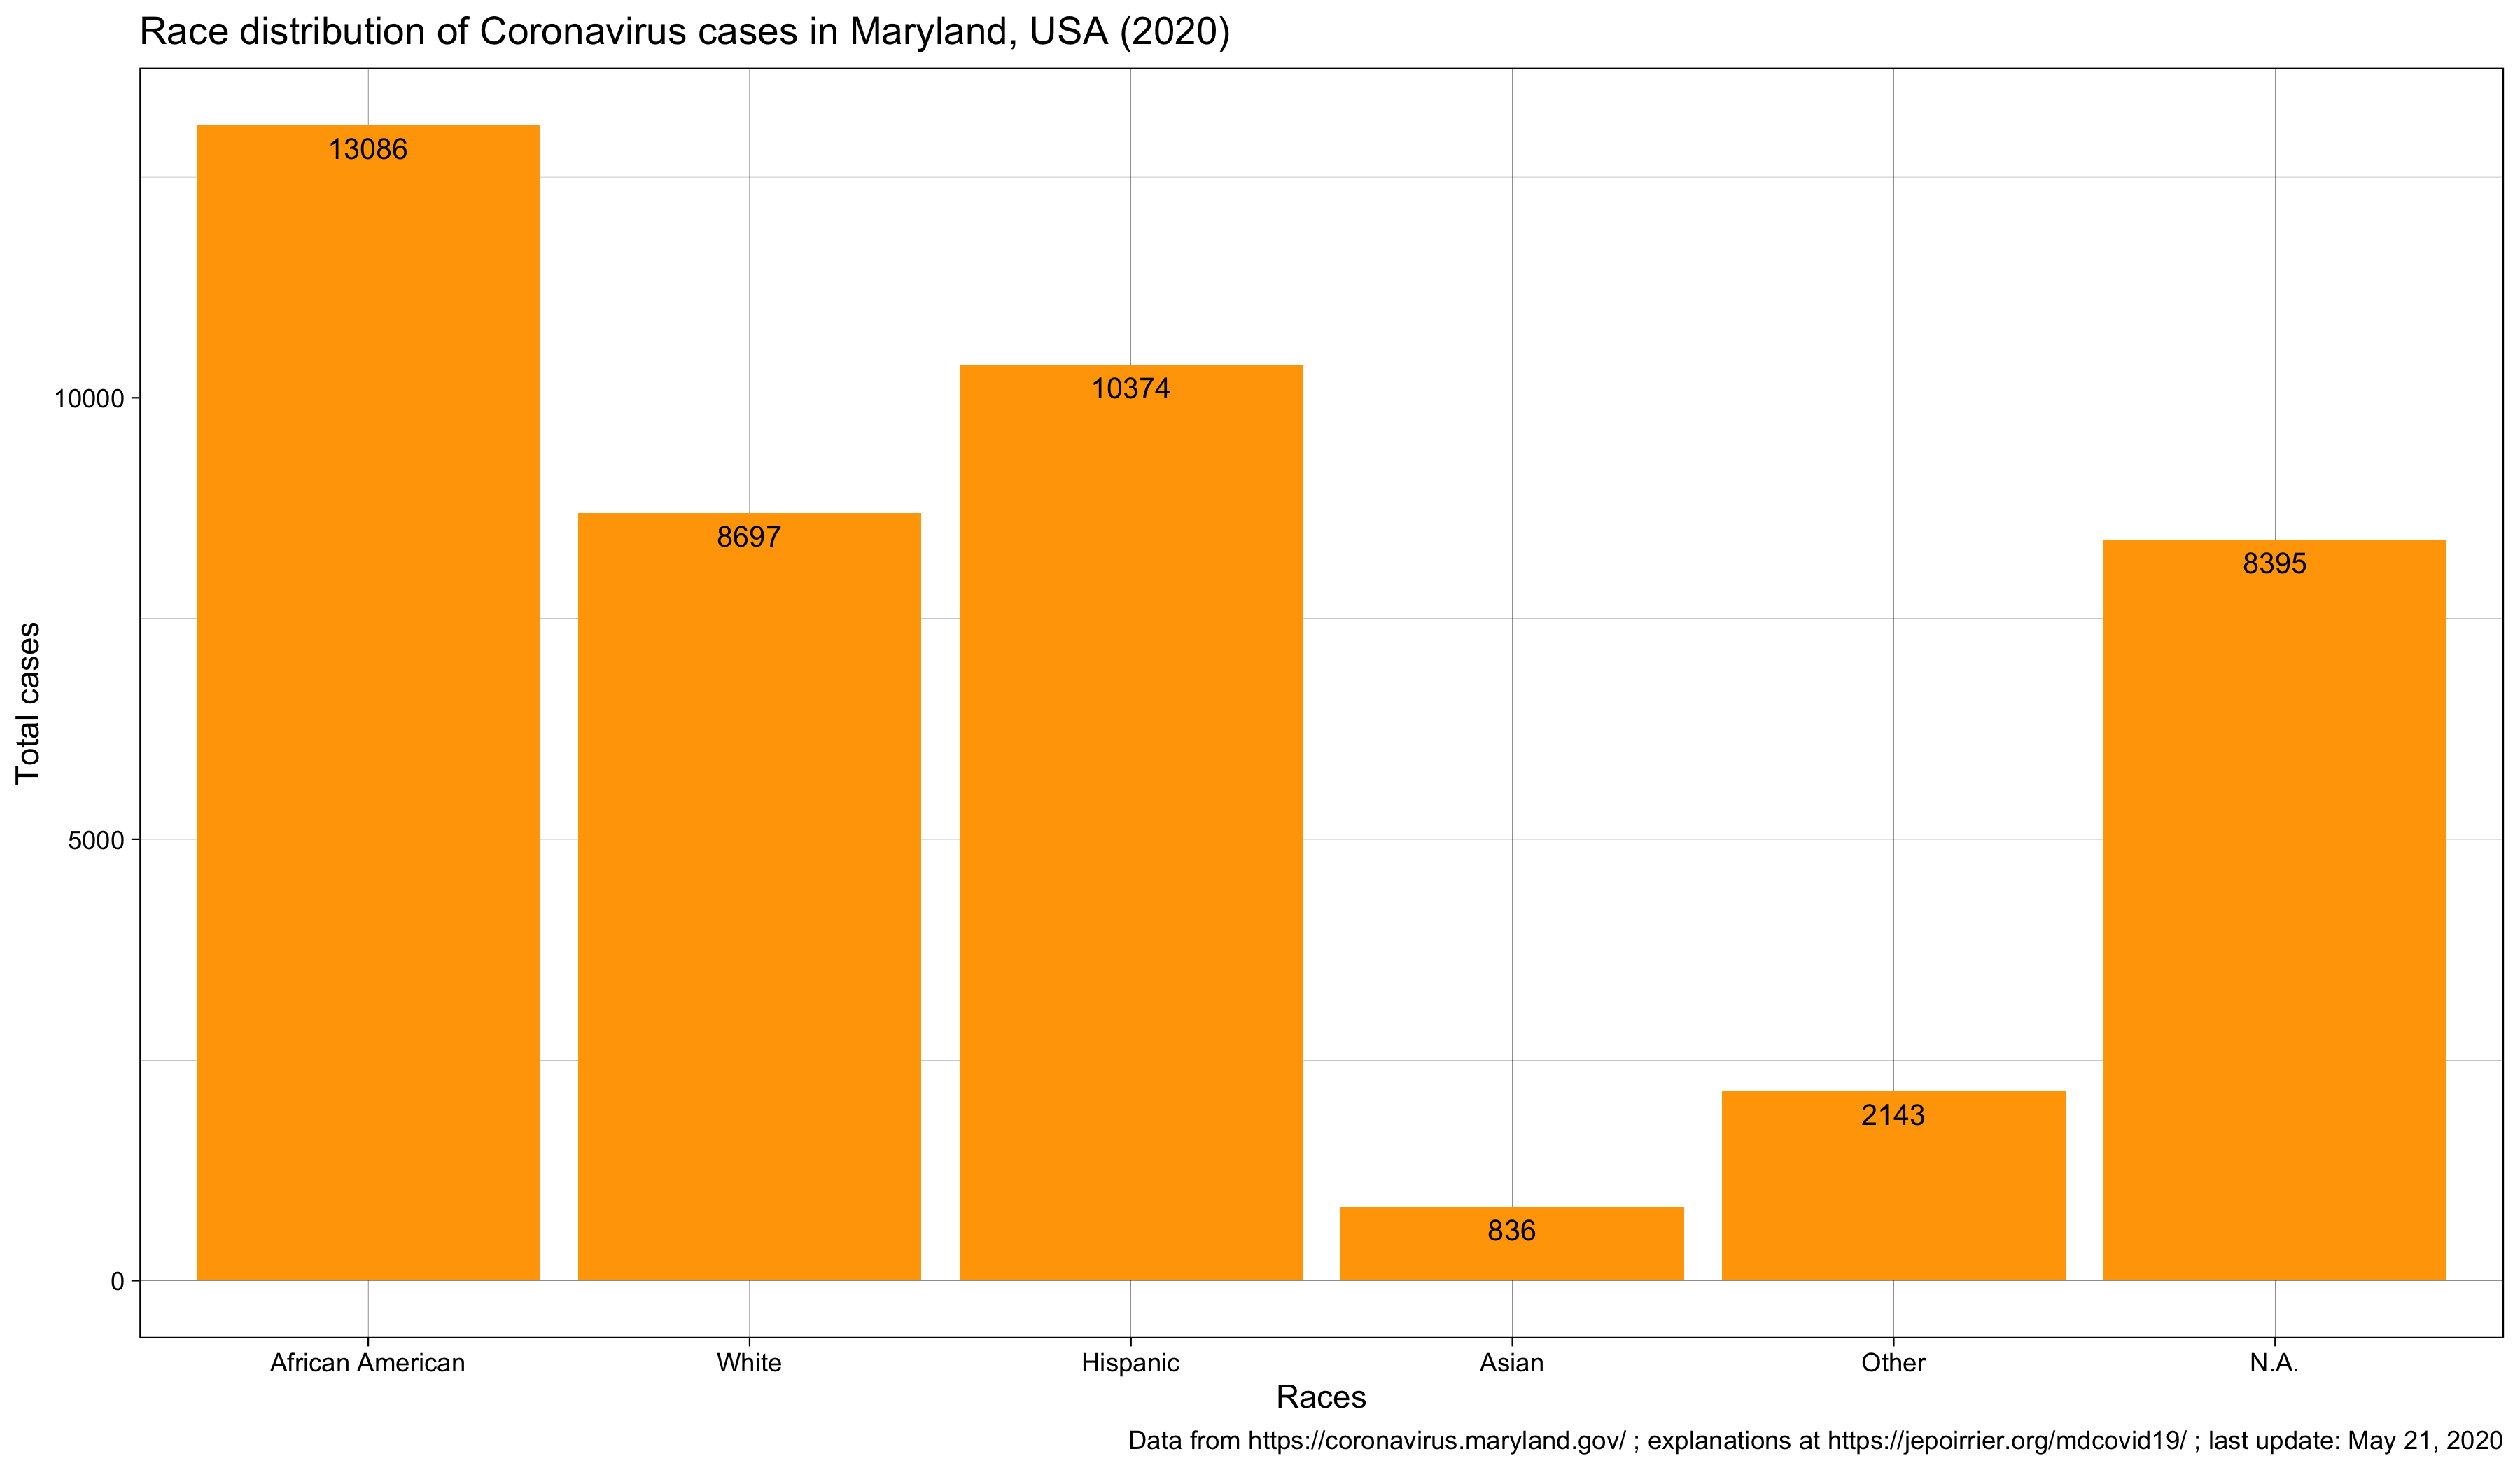 Race distribution of Coronavirus cases in Maryland, USA (2020)
13086
10374
8697
8395
2143
836
Total cases
10000
5000
0
African American White Hispanic Asian Other N.A.
Races
Data from https://coronavirus.maryland.gov/ ; explanations at https://jepoirrier.org/mdcovid19/ ; last update: May 21, 2020